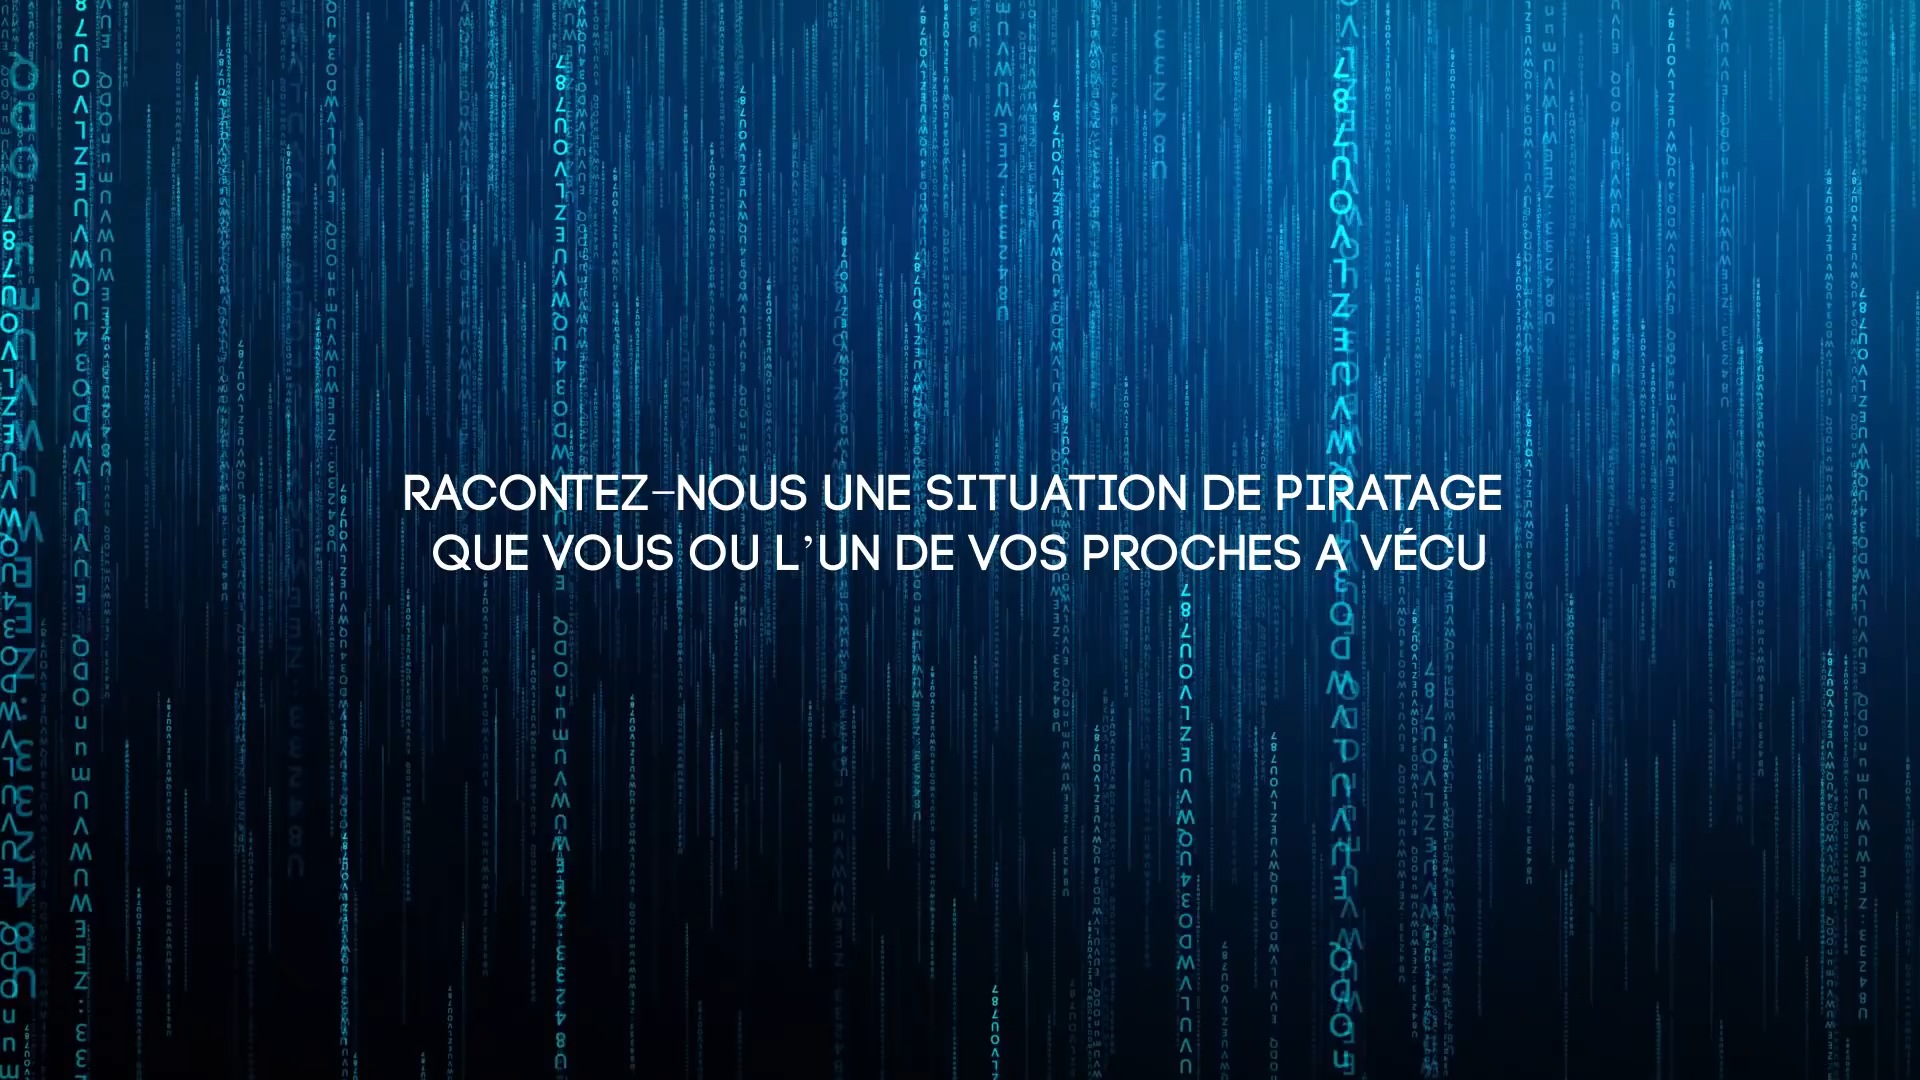 RACONTEZ-NOUS UNE SITUATION DE PIRATAGE
QUE VOUS OU L'UN DE VOS PROCHES A VÉCU